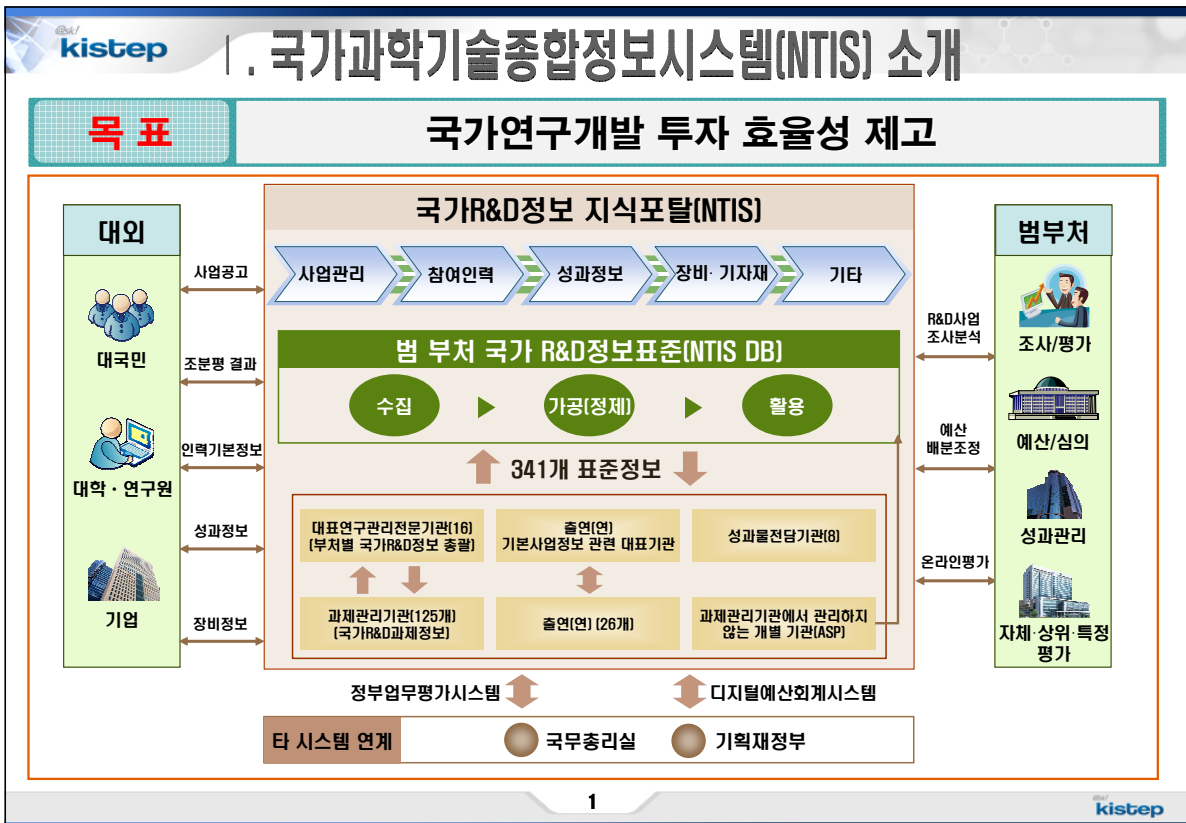 @sk!
kistep
Ⅰ. 국가과학기술종합정보시스템(NTIS) 소개
목 표
국가연구개발 투자 효율성 제고
대외
대국민
대학·연구원
기업
사업공고
조분평 결과
인력기본정보
성과정보
장비정보
국가R&D정보 지식포탈(NTIS)
사업관리
참여인력
성과정보
장비·기자재
기타
범 부처 국가 R&D정보표준(NTIS DB)
수집
가공(정제)
활용
341개 표준정보
대표연구관리전문기관(16)
(부처별 국가R&D정보 총괄)
출연(연)
기본사업정보 관련 대표기관
성과물전담기관(8)
과제관리기관(125개)
(국가R&D과제정보)
출연(연) (26개)
과제관리기관에서 관리하지
않는 개별 기관(ASP)
R&D사업
조사분석
예산
배분조정
온라인평가
범부처
조사/평가
예산/심의
성과관리
자체·상위·특정
평가
정부업무평가시스템
디지털예산회계시스템
타 시스템 연계
국무총리실
기획재정부
1
@sk!
kistep